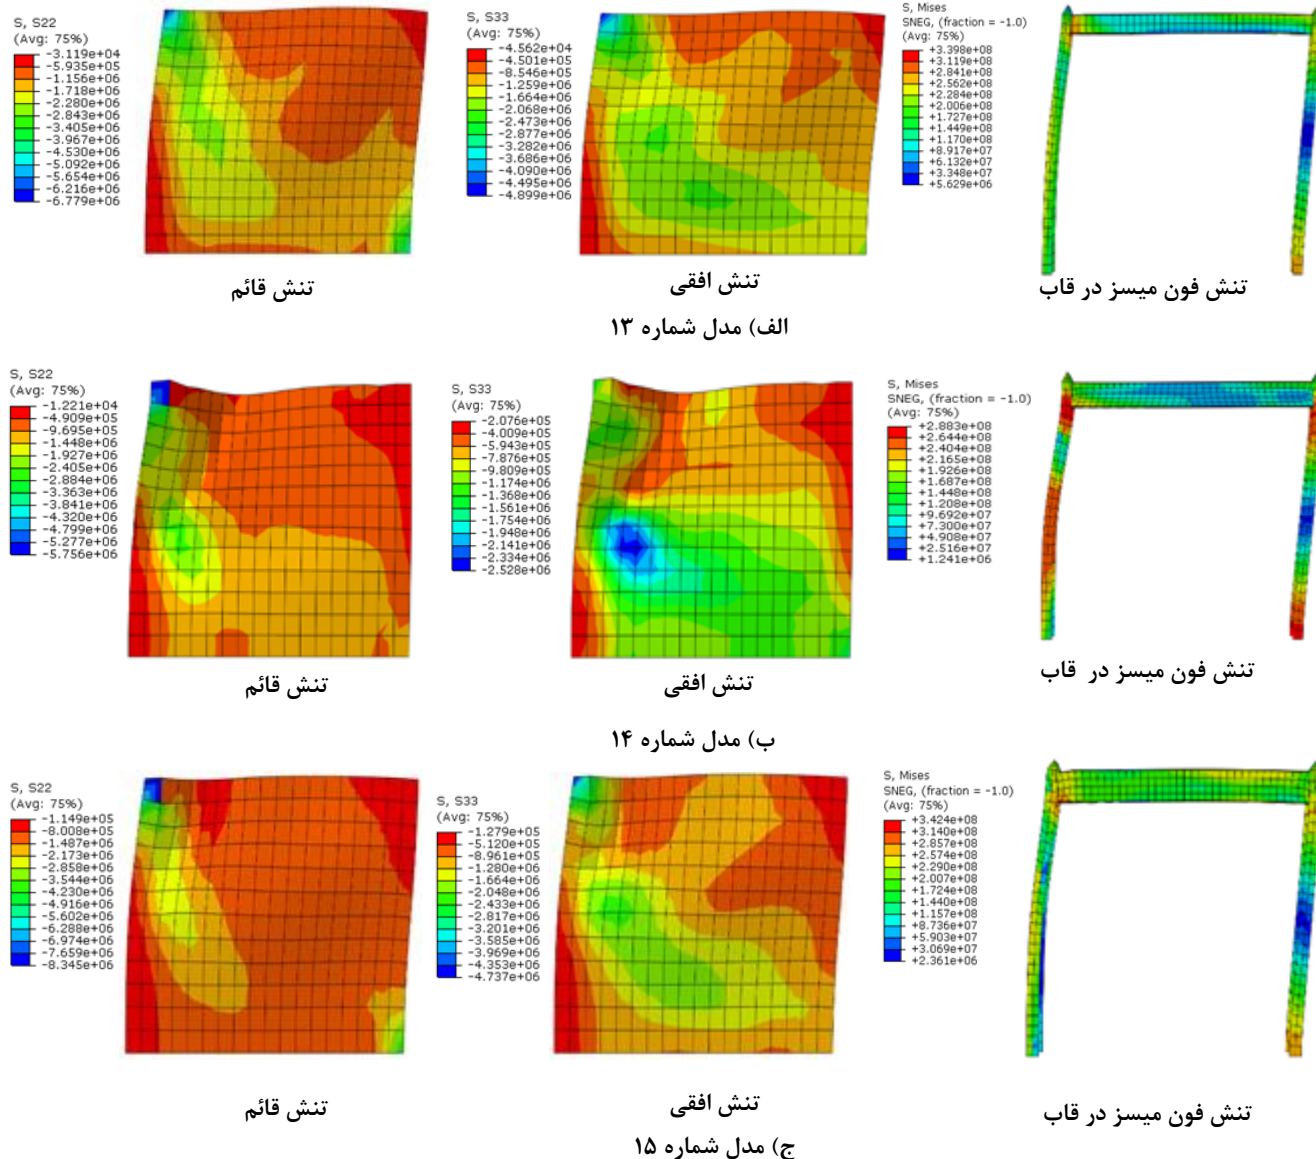 S, S22
(Avg: 75%)
-3.119e+04
-5.935e+05
-1.156e+06
-1.718e+06
-2.280e+06
-2.843e+06
-3.405e+06
-3.967e+06
-4.530e+06
-5.092e+06
-5.654e+06
-6.216e+06
-6.779e+06
S, S33
(Avg: 75%)
-4.562e+04
-4.501e+05
-8.546e+05
-1.259e+06
-1.664e+06
-2.068e+06
-2.473e+06
-2.877e+06
-3.282e+06
-3.686e+06
-4.090e+06
-4.495e+06
-4.899e+06
S, Mises
SNEG, (fraction = -1.0)
(Avg: 75%)
+3.398e+08
+3.119e+08
+2.841e+08
+2.562e+08
+2.284e+08
+2.006e+08
+1.727e+08
+1.449e+08
+1.170e+08
+8.917e+07
+6.132e+07
+3.348e+07
+5.629e+06
تنش قائم
تنش افقی
تنش فون میسز در قاب
الف) مدل شماره ۱۳
S, S22
(Avg: 75%)
-1.221e+04
-4.909e+05
-9.695e+05
-1.448e+06
-1.927e+06
-2.405e+06
-2.884e+06
-3.363e+06
-3.841e+06
-4.320e+06
-4.799e+06
-5.277e+06
-5.756e+06
S, S33
(Avg: 75%)
-2.076e+05
-4.009e+05
-5.943e+05
-7.876e+05
-9.809e+05
-1.174e+06
-1.368e+06
-1.561e+06
-1.754e+06
-1.948e+06
-2.141e+06
-2.334e+06
-2.528e+06
S, Mises
SNEG, (fraction = -1.0)
(Avg: 75%)
+2.883e+08
+2.644e+08
+2.404e+08
+2.165e+08
+1.926e+08
+1.687e+08
+1.448e+08
+1.208e+08
+9.692e+07
+7.300e+07
+4.908e+07
+2.516e+07
+1.241e+06
تنش قائم
تنش افقی
تنش فون میسز در قاب
ب) مدل شماره ۱۴
S, S22
(Avg: 75%)
-1.149e+05
-8.008e+05
-1.487e+06
-2.173e+06
-2.858e+06
-3.544e+06
-4.230e+06
-4.916e+06
-5.602e+06
-6.288e+06
-6.974e+06
-7.659e+06
-8.345e+06
S, S33
(Avg: 75%)
-1.279e+05
-5.120e+05
-8.961e+05
-1.280e+06
-1.664e+06
-2.048e+06
-2.433e+06
-2.817e+06
-3.201e+06
-3.585e+06
-3.969e+06
-4.353e+06
-4.737e+06
S, Mises
SNEG, (fraction = -1.0)
(Avg: 75%)
+3.424e+08
+3.140e+08
+2.857e+08
+2.574e+08
+2.290e+08
+2.007e+08
+1.724e+08
+1.440e+08
+1.157e+08
+8.736e+07
+5.903e+07
+3.069e+07
+2.361e+06
تنش قائم
تنش افقی
تنش فون میسز در قاب
ج) مدل شماره ۱۵